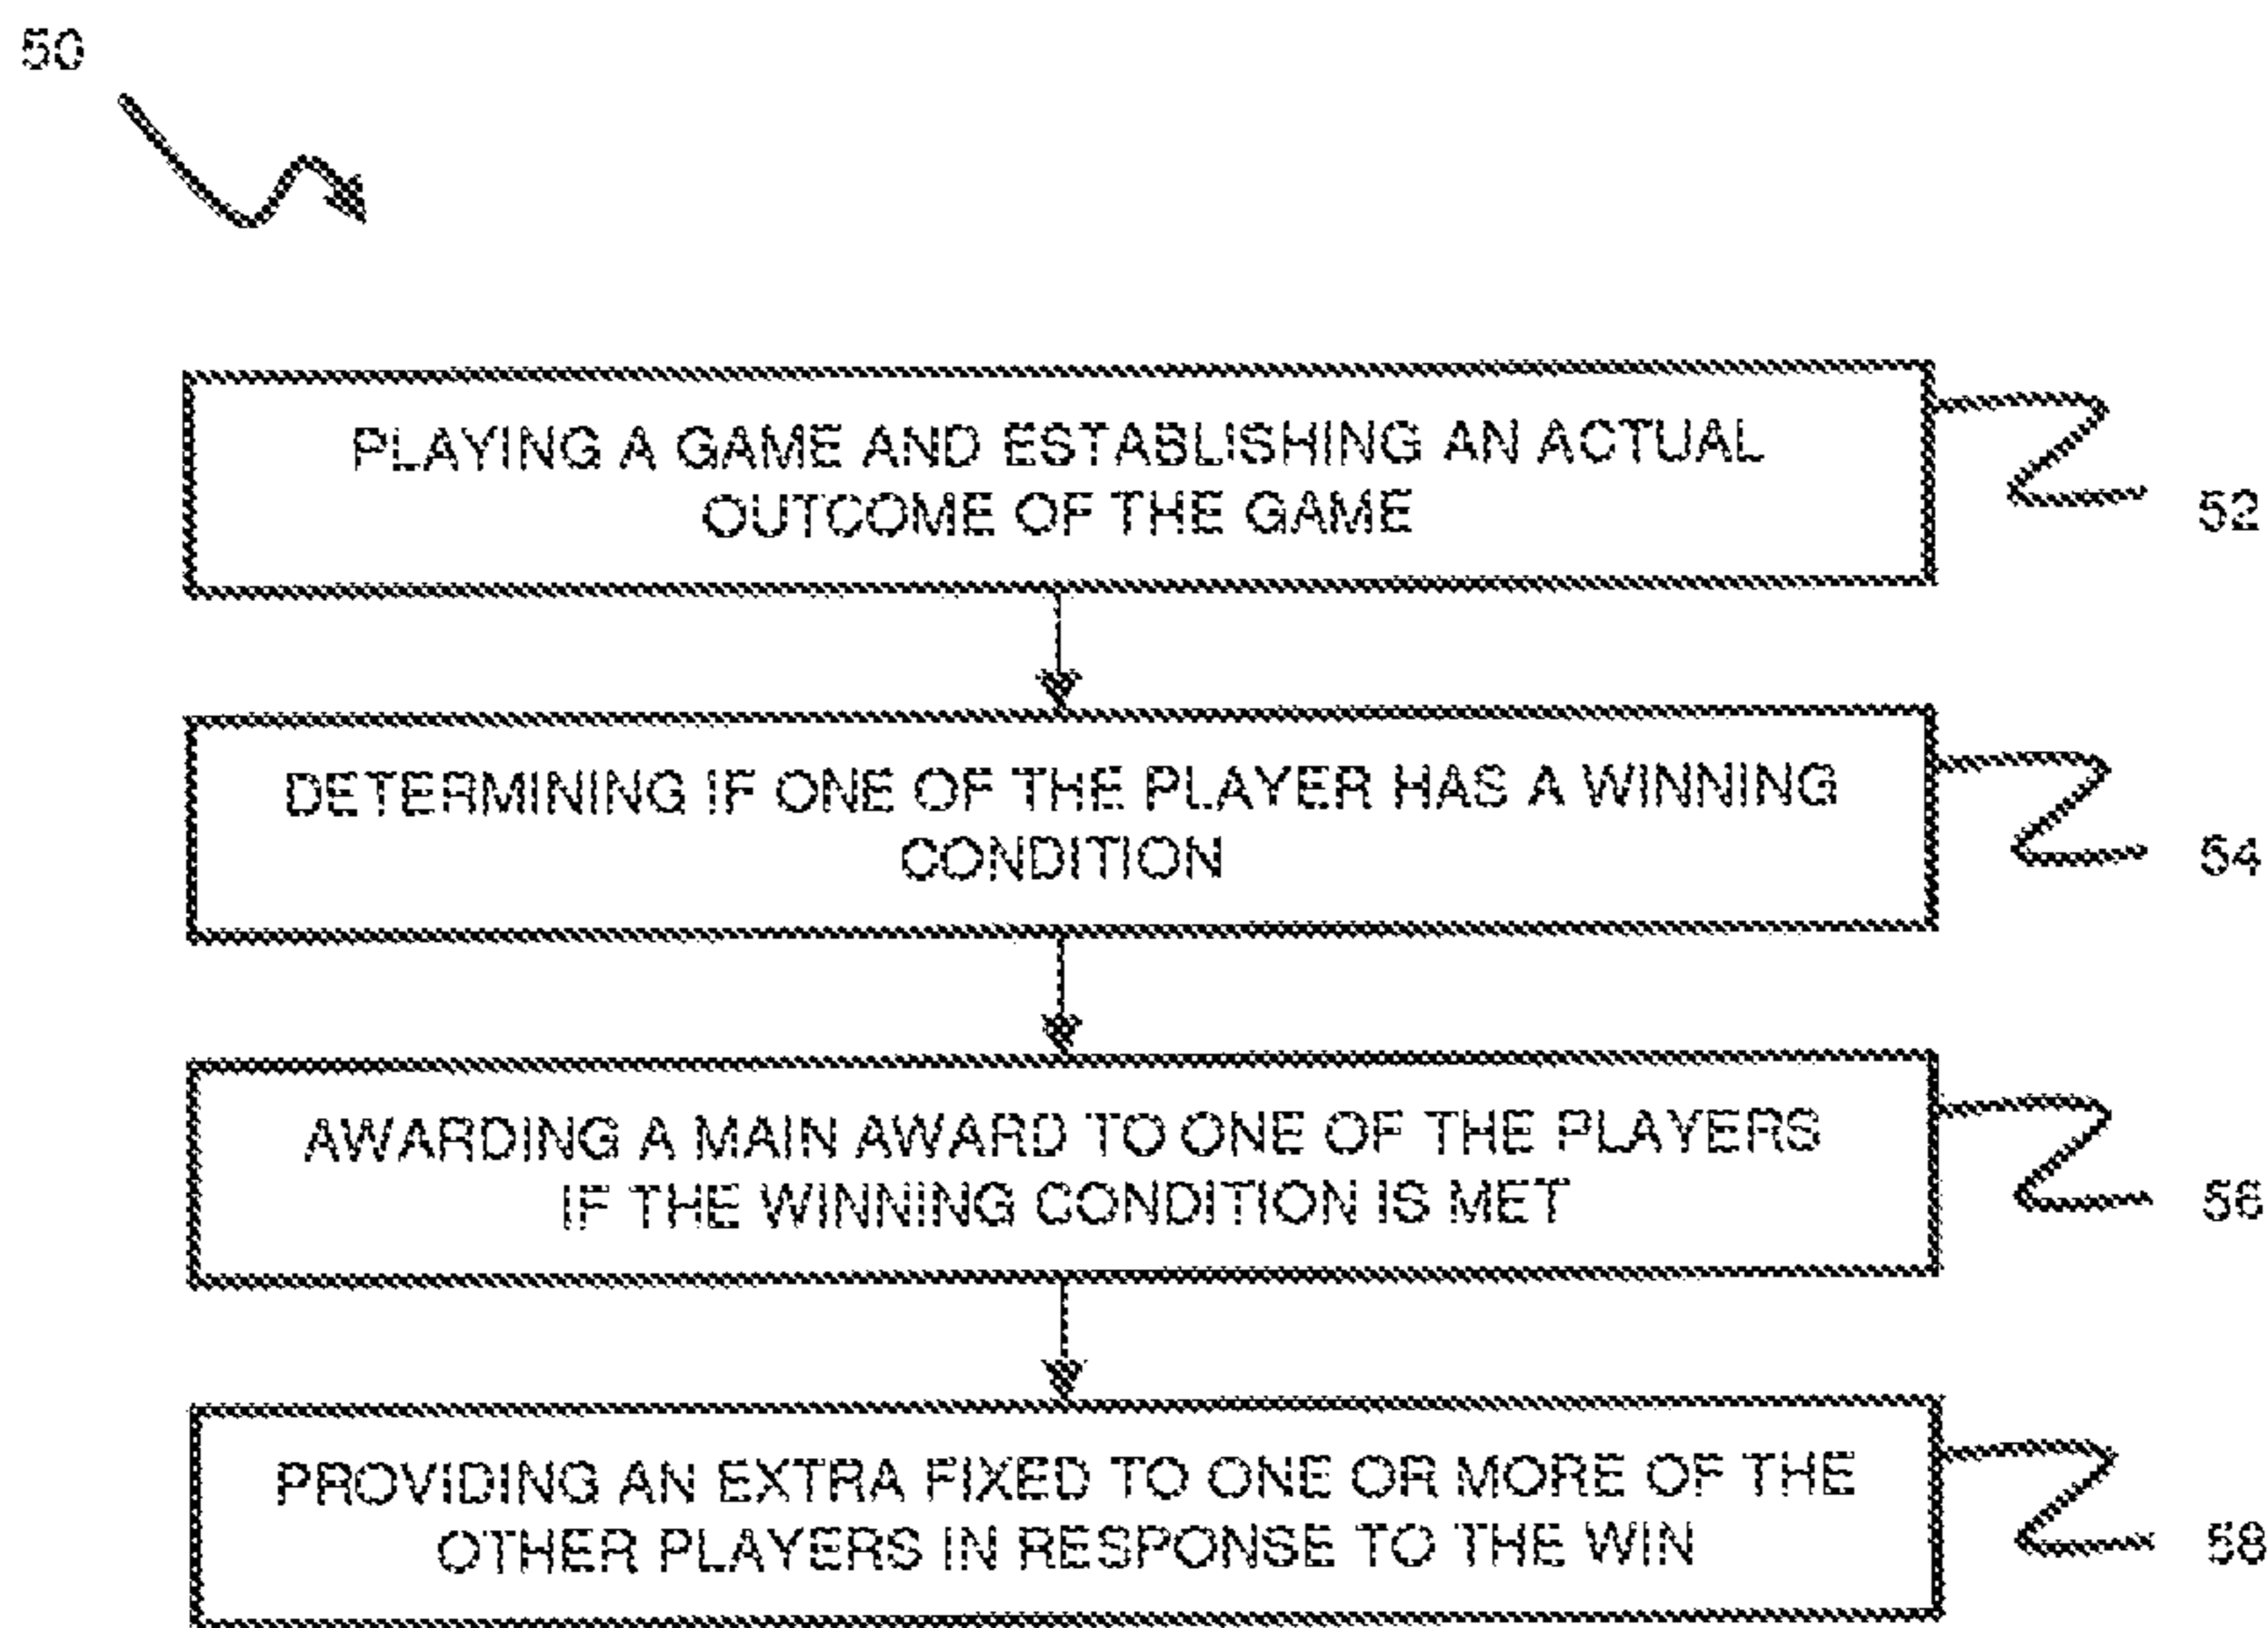 50
PLAYING A GAME AND ESTABLISHING AN ACTUAL
OUTCOME OF THE GAME
52
DETERMINING IF ONE OF THE PLAYER HAS A WINNING
CONDITION
54
AWARDING A MAIN AWARD TO ONE OF THE PLAYERS
IF THE WINNING CONDITION IS MET
56
PROVIDING AN EXTRA FIXED TO ONE OR MORE OF THE
OTHER PLAYERS IN RESPONSE TO THE WIN
58